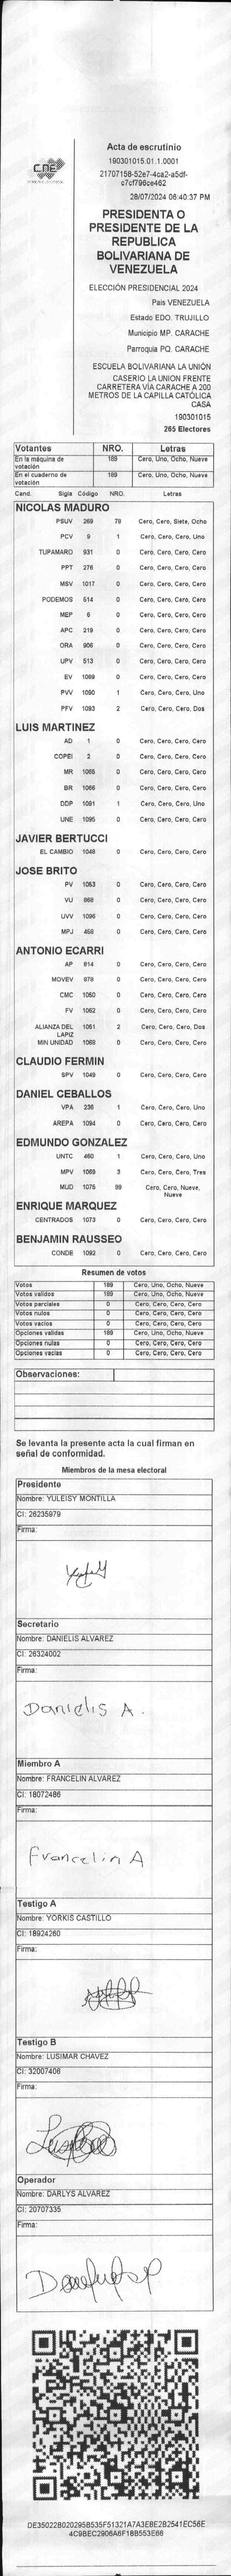 CNE
Acta de escrutinio
190301015.01.1.0001
21707158-52e7-4ca2-a5df-
c7cf796ce462
28/07/2024 06:40:37 PM
PRESIDENTA O
PRESIDENTE DE LA
REPUBLICA
BOLIVARIANA DE
VENEZUELA
ELECCIÓN PRESIDENCIAL 2024
País VENEZUELA
Estado EDO. TRUJILLO
Municipio MP. CARACHE
Parroquia PQ. CARACHE
ESCUELA BOLIVARIANA LA UNIÓN
CASERIO LA UNION FRENTE
CARRETERA VÍA CARACHE A 200
METROS DE LA CAPILLA CATÓLICA
CASA
190301015
265 Electores
Votantes NRO. Letras
En la máquina de votación 189 Cero, Uno, Ocho, Nueve
En el cuaderno de votación 189 Cero, Uno, Ocho, Nueve
Cand. Sigla Código NRO. Letras
NICOLAS MADURO
PSUV 269 78 Cero, Cero, Siete, Ocho
PCV 9 1 Cero, Cero, Cero, Uno
TUPAMARO 931 0 Cero, Cero, Cero, Cero
PPT 276 0 Cero, Cero, Cero, Cero
MSV 1017 0 Cero, Cero, Cero, Cero
PODEMOS 514 0 Cero, Cero, Cero, Cero
MEP 6 0 Cero, Cero, Cero, Cero
APC 219 0 Cero, Cero, Cero, Cero
ORA 906 0 Cero, Cero, Cero, Cero
UPV 513 0 Cero, Cero, Cero, Cero
EV 1089 0 Cero, Cero, Cero, Cero
PVV 1090 1 Cero, Cero, Cero, Uno
PFV 1093 2 Cero, Cero, Cero, Dos
LUIS MARTINEZ
AD 1 0 Cero, Cero, Cero, Cero
COPEI 2 0 Cero, Cero, Cero, Cero
MR 1065 0 Cero, Cero, Cero, Cero
BR 1066 0 Cero, Cero, Cero, Cero
DDP 1091 1 Cero, Cero, Cero, Uno
UNE 1095 0 Cero, Cero, Cero, Cero
JAVIER BERTUCCI
EL CAMBIO 1048 0 Cero, Cero, Cero, Cero
JOSE BRITO
PV 1053 0 Cero, Cero, Cero, Cero
VU 868 0 Cero, Cero, Cero, Cero
UVV 1096 0 Cero, Cero, Cero, Cero
MPJ 458 0 Cero, Cero, Cero, Cero
ANTONIO ECARRI
AP 814 0 Cero, Cero, Cero, Cero
MOVEV 878 0 Cero, Cero, Cero, Cero
CMC 1050 0 Cero, Cero, Cero, Cero
FV 1062 0 Cero, Cero, Cero, Cero
ALIANZA DEL LAPIZ 1051 2 Cero, Cero, Cero, Dos
MIN UNIDAD 1068 0 Cero, Cero, Cero, Cero
CLAUDIO FERMIN
SPV 1049 0 Cero, Cero, Cero, Cero
DANIEL CEBALLOS
VPA 236 1 Cero, Cero, Cero, Uno
AREPA 1094 0 Cero, Cero, Cero, Cero
EDMUNDO GONZALEZ
UNTC 460 1 Cero, Cero, Cero, Uno
MPV 1069 3 Cero, Cero, Cero, Tres
MUD 1075 99 Cero, Cero, Nueve,
Nueve
ENRIQUE MARQUEZ
CENTRADOS 1073 0 Cero, Cero, Cero, Cero
BENJAMIN RAUSSEO
CONDE 1092 0 Cero, Cero, Cero, Cero
Resumen de votos
Votos 189 Cero, Uno, Ocho, Nueve
Votos validos 189 Cero, Uno, Ocho, Nueve
Votos parciales 0 Cero, Cero, Cero, Cero
Votos nulos 0 Cero, Cero, Cero, Cero
Votos vacios 0 Cero, Cero, Cero, Cero
Opciones validas 189 Cero, Uno, Ocho, Nueve
Opciones nulas 0 Cero, Cero, Cero, Cero
Opciones vacias 0 Cero, Cero, Cero, Cero
Observaciones:
Se levanta la presente acta la cual firman en
señal de conformidad.
Miembros de la mesa electoral
Presidente
Nombre: YULEISY MONTILLA
CI: 26235979
Firma:
Secretario
Nombre: DANIELIS ALVAREZ
CI: 26324002
Firma:
Danielis A.
Miembro A
Nombre: FRANCELIN ALVAREZ
CI: 18072486
Firma:
Francelin A
Testigo A
Nombre: YORKIS CASTILLO
CI: 18924260
Firma:
Testigo B
Nombre: LUSIMAR CHAVEZ
CI: 32007406
Firma:
Operador
Nombre: DARLYS ALVAREZ
CI: 20707335
Firma:
DE35022B020295B535F51321A7A3EBE2B2541EC56E
4C9BEC2906A6F18B553E66